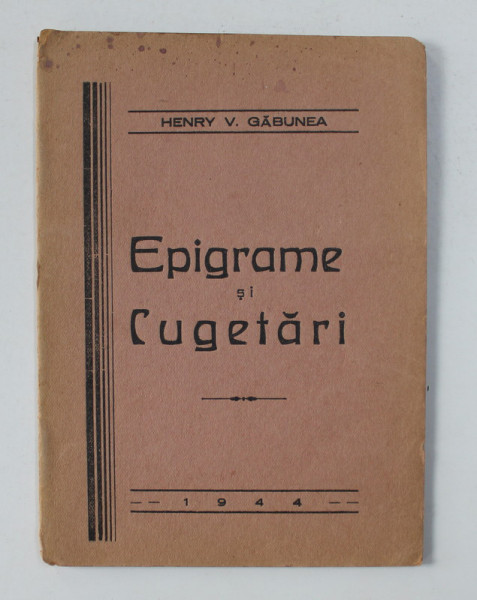 HENRY V. GĂBUNEA
Epigrame
și
Cugetări
-- 1944 --